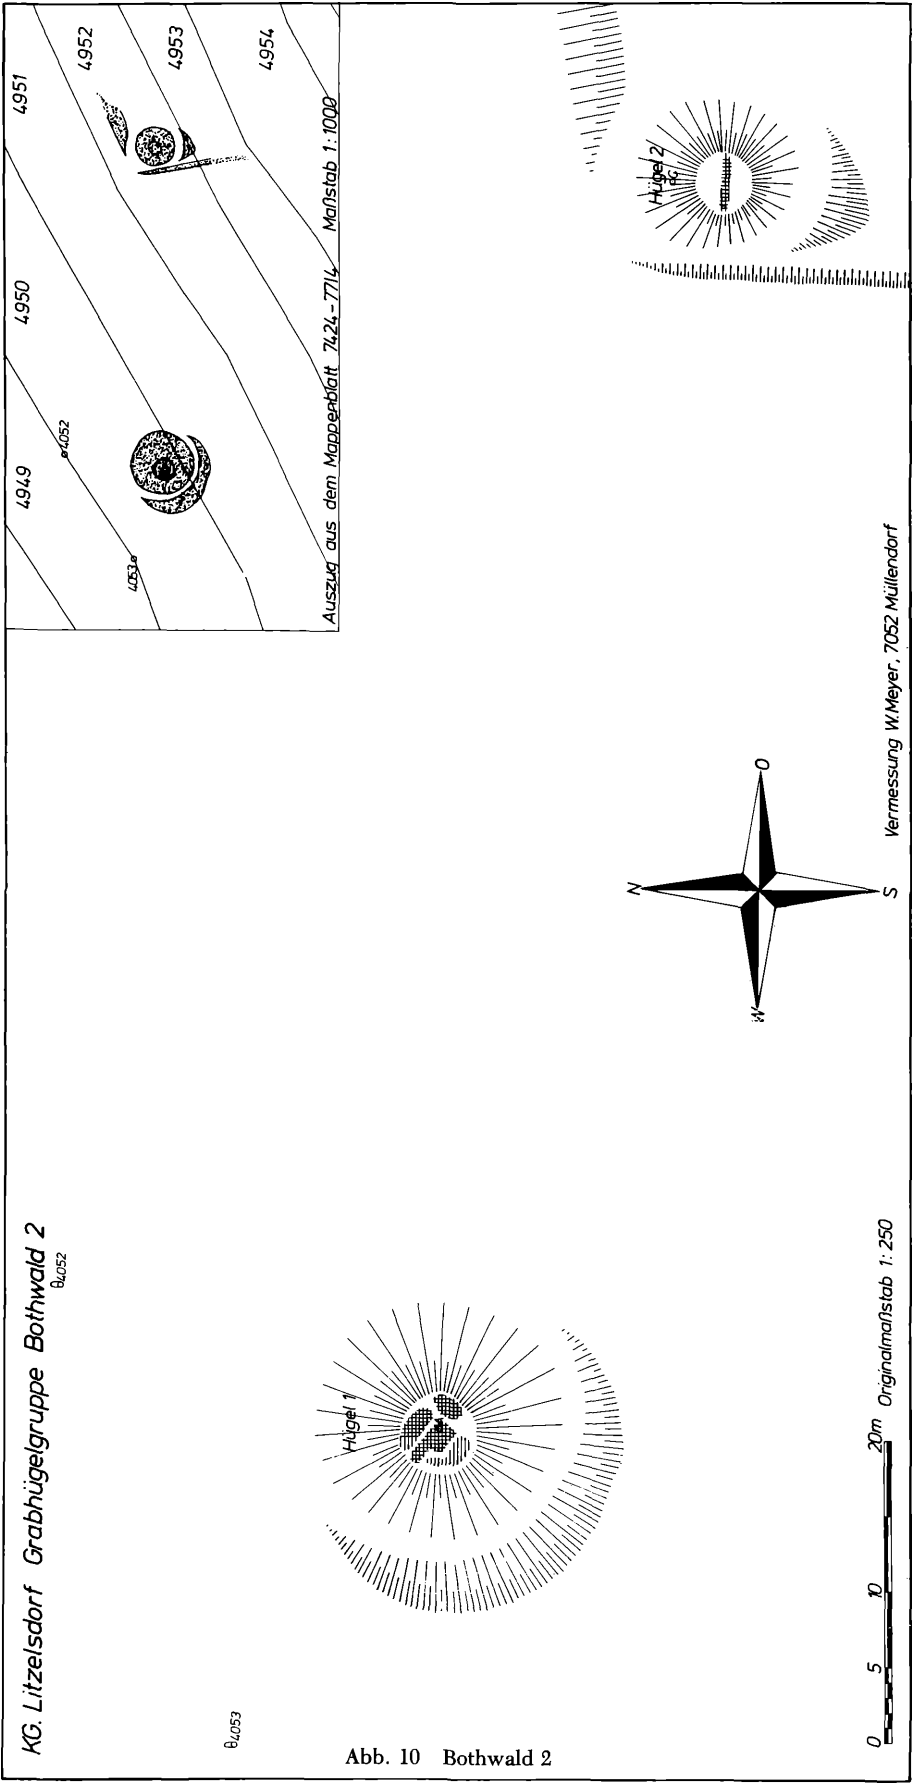 KG. Litzelsdorf Grabhügelgruppe Bothwald 2
4052
4053
Hügel 1
4949
4950
4951
4952
4953
4954
4052
4053
Auszug aus dem Mappenblatt 7424-7714 Maßstab 1:1000
Hügel 2
N
O
S
W
0 5 10 20m Originalmaßstab 1:250
Vermessung W.Meyer, 7052 Müllendorf
Abb. 10 Bothwald 2